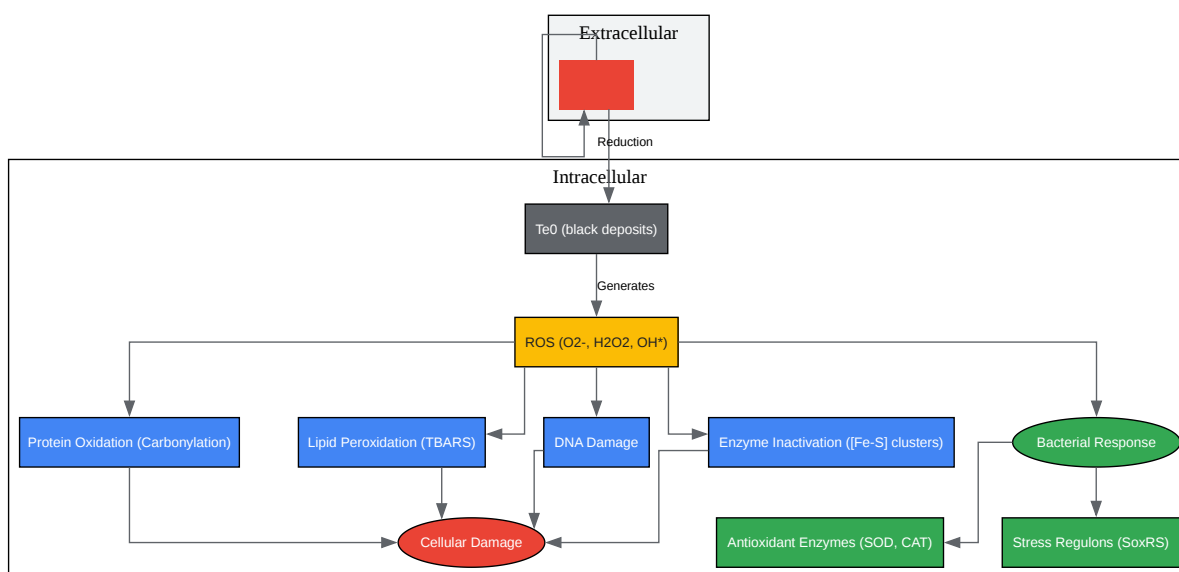 Extracellular
Reduction
Intracellular
Te0 (black deposits)
Generates
ROS (O2-, H2O2, OH*)
Protein Oxidation (Carbonylation)
Lipid Peroxidation (TBARS)
DNA Damage
Enzyme Inactivation ([Fe-S] clusters)
Bacterial Response
Cellular Damage
Antioxidant Enzymes (SOD, CAT)
Stress Regulons (SoxRS)